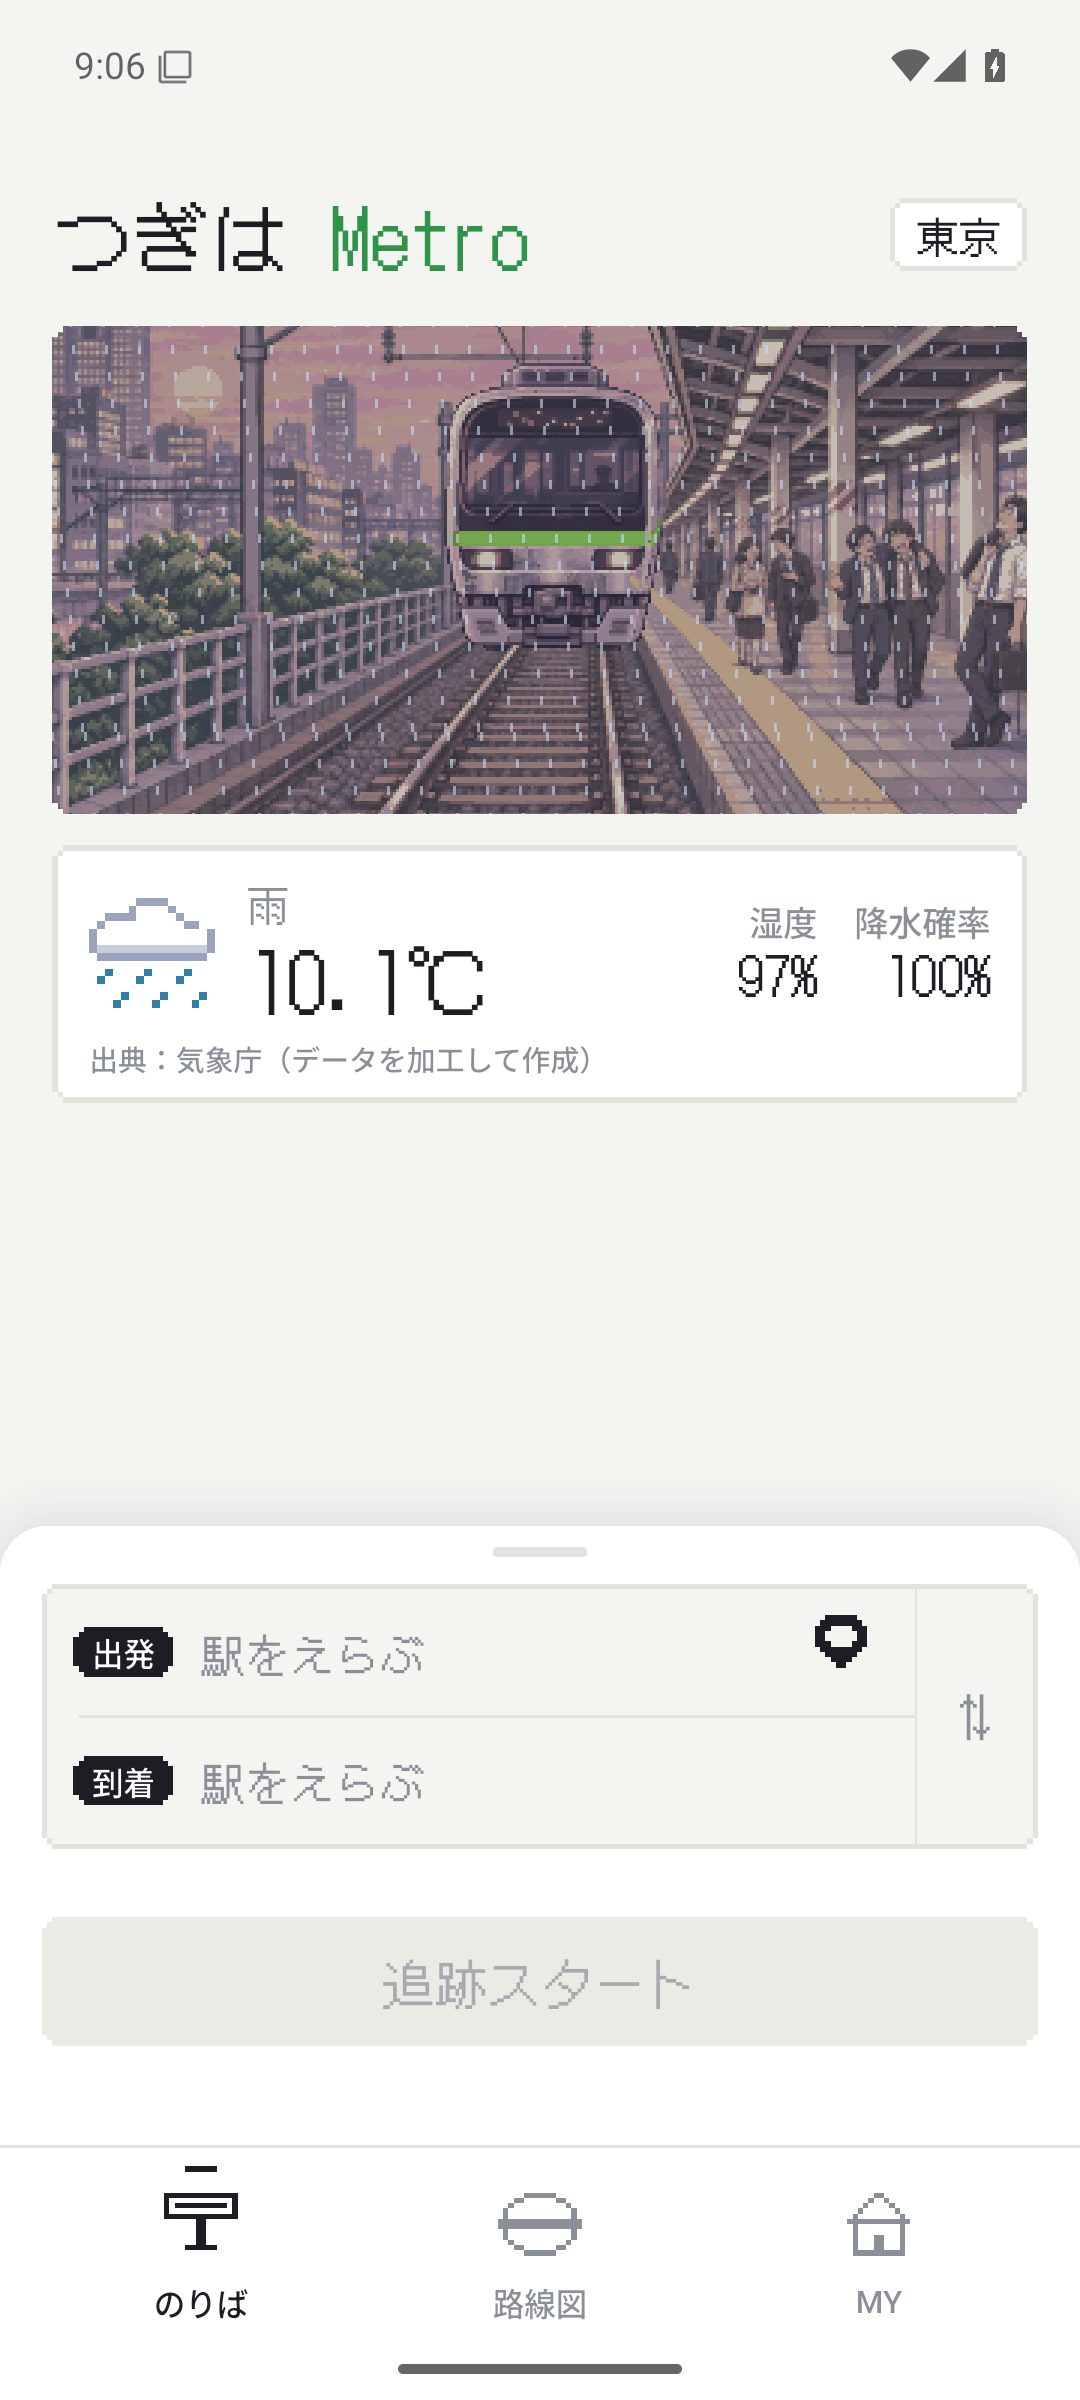 9:06
つぎは Metro
東京
雨
10.1℃
湿度
97%
降水確率
100%
出典：気象庁（データを加工して作成）
出発 駅をえらぶ
到着 駅をえらぶ
追跡スタート
のりば
路線図
MY